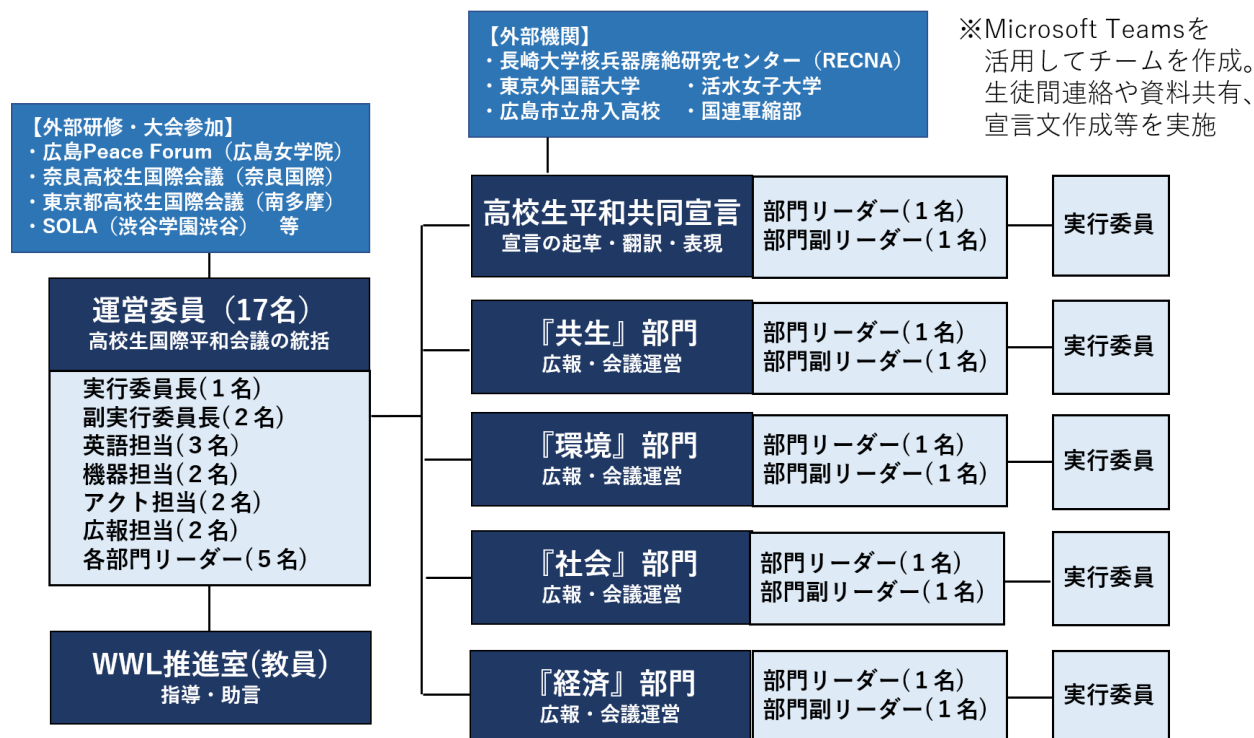 【外部機関】
・長崎大学核兵器廃絶研究センター（RECNA）
・東京外国語大学　　・活水女子大学
・広島市立舟入高校　・国連軍縮部
※Microsoft Teamsを
活用してチームを作成。
生徒間連絡や資料共有、
宣言文作成等を実施
【外部研修・大会参加】
・広島Peace Forum（広島女学院）
・奈良高校生国際会議（奈良国際）
・東京都高校生国際会議（南多摩）
・SOLA（渋谷学園渋谷）　等
運営委員（17名）
高校生国際平和会議の統括
実行委員長(１名)
副実行委員長(２名)
英語担当(３名)
機器担当(２名)
アクト担当(２名)
広報担当(２名)
各部門リーダー(５名)
WWL推進室(教員)
指導・助言
高校生平和共同宣言
宣言の起草・翻訳・表現
部門リーダー(１名)
部門副リーダー(１名)
実行委員
『共生』部門
広報・会議運営
部門リーダー(１名)
部門副リーダー(１名)
実行委員
『環境』部門
広報・会議運営
部門リーダー(１名)
部門副リーダー(１名)
実行委員
『社会』部門
広報・会議運営
部門リーダー(１名)
部門副リーダー(１名)
実行委員
『経済』部門
広報・会議運営
部門リーダー(１名)
部門副リーダー(１名)
実行委員